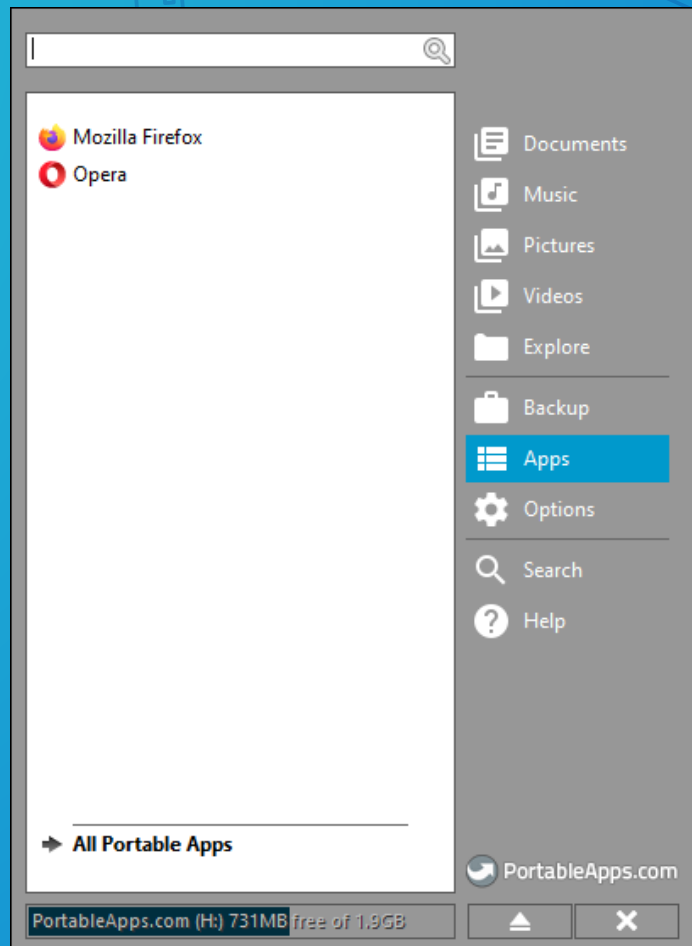 Mozilla Firefox
Opera
All Portable Apps
PortableApps.com (H:) 731MB free of 1.9GB
Documents
Music
Pictures
Videos
Explore
Backup
Apps
Options
Search
Help
PortableApps.com